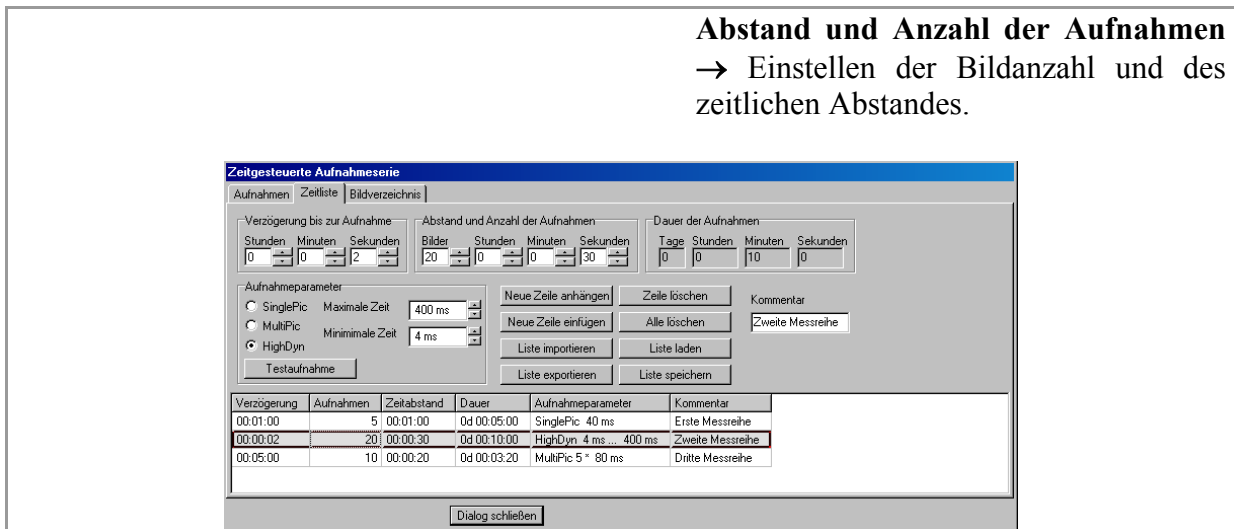 Abstand und Anzahl der Aufnahmen
→ Einstellen der Bildanzahl und des
zeitlichen Abstandes.
Zeitgesteuerte Aufnahmeserie
Aufnahmen Zeitliste Bildverzeichnis
Verzögerung bis zur Aufnahme Abstand und Anzahl der Aufnahmen Dauer der Aufnahmen
Stunden Minuten Sekunden Bilder Stunden Minuten Sekunden Tage Stunden Minuten Sekunden
0 0 2 20 0 0 30 0 0 10 0
Aufnahmeparameter
SinglePic Maximale Zeit 400 ms
MultiPic Minimimale Zeit 4 ms
HighDyn
Testaufnahme
Neue Zeile anhängen Zeile löschen
Neue Zeile einfügen Alle löschen
Liste importieren Liste laden
Liste exportieren Liste speichern
Kommentar
Zweite Messreihe
Verzögerung Aufnahmen Zeitabstand Dauer Aufnahmeparameter Kommentar
00:01:00 5 00:01:00 0d 00:05:00 SinglePic 40 ms Erste Messreihe
00:00:02 20 00:00:30 0d 00:10:00 HighDyn 4 ms ... 400 ms Zweite Messreihe
00:05:00 10 00:00:20 0d 00:03:20 MultiPic 5 * 80 ms Dritte Messreihe
Dialog schließen